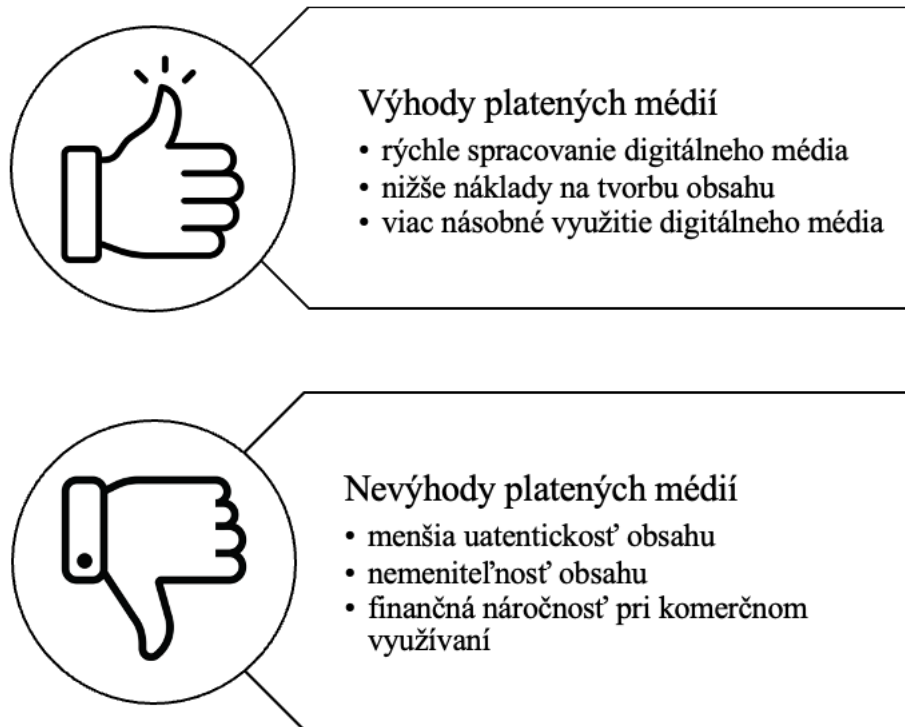 Výhody platených médií
• rýchle spracovanie digitálneho média
• nižše náklady na tvorbu obsahu
• viac násobné využitie digitálneho média
Nevýhody platených médií
• menšia uatentickosť obsahu
• nemeniteľnosť obsahu
• finančná náročnosť pri komerčnom
využívaní